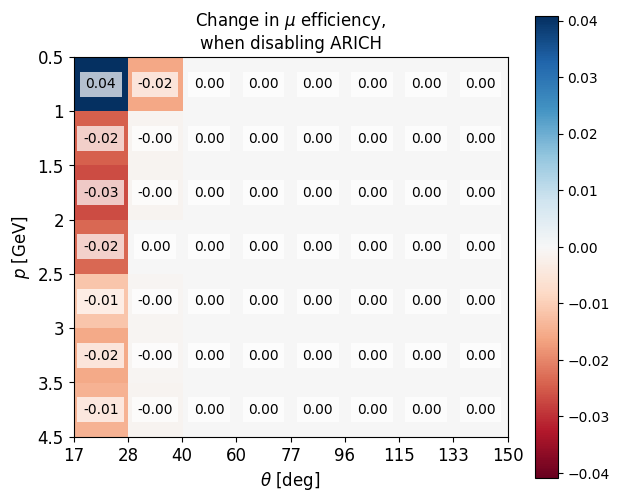 Change in μ efficiency,
when disabling ARICH
0.5
1
1.5
2
2.5
3
3.5
4.5
p [GeV]
0.04 -0.02 0.00 0.00 0.00 0.00 0.00 0.00
-0.02 -0.00 0.00 0.00 0.00 0.00 0.00 0.00
-0.03 -0.00 0.00 0.00 0.00 0.00 0.00 0.00
-0.02 0.00 0.00 0.00 0.00 0.00 0.00 0.00
-0.01 -0.00 0.00 0.00 0.00 0.00 0.00 0.00
-0.02 -0.00 0.00 0.00 0.00 0.00 0.00 0.00
-0.01 -0.00 0.00 0.00 0.00 0.00 0.00 0.00
17 28 40 60 77 96 115 133 150
θ [deg]
0.04
0.03
0.02
0.01
0.00
−0.01
−0.02
−0.03
−0.04